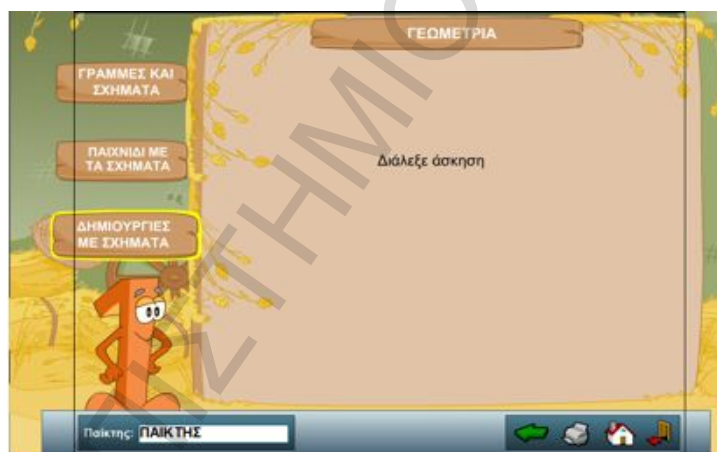 ΓΕΩΜΕΤΡΙΑ
ΓΡΑΜΜΕΣ ΚΑΙ
ΣΧΗΜΑΤΑ
ΠΑΙΧΝΙΔΙ ΜΕ
ΤΑ ΣΧΗΜΑΤΑ
Διάλεξε άσκηση
ΔΗΜΙΟΥΡΓΙΕΣ
ΜΕ ΣΧΗΜΑΤΑ
Παίκτης: ΠΑΙΚΤΗΣ